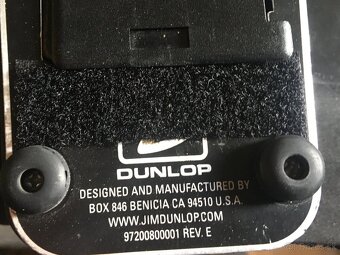 DUNLOP
DESIGNED AND MANUFACTURED BY
BOX 846 BENICIA CA 94510 U.S.A.
WWW.JIMDUNLOP.COM
97200800001 REV. E